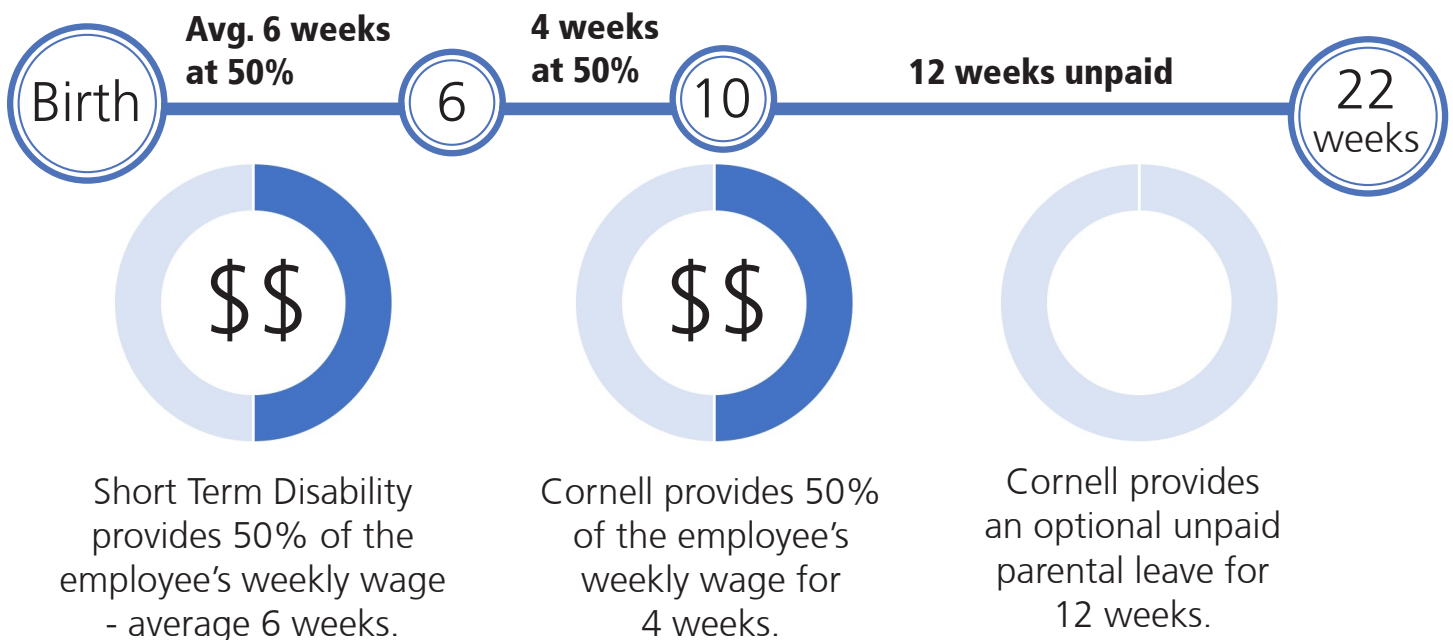 Birth
Avg. 6 weeks
at 50%
6
4 weeks
at 50%
10
12 weeks unpaid
22
weeks
$$
Short Term Disability
provides 50% of the
employee’s weekly wage
- average 6 weeks.
$$
Cornell provides 50%
of the employee’s
weekly wage for
4 weeks.
Cornell provides
an optional unpaid
parental leave for
12 weeks.